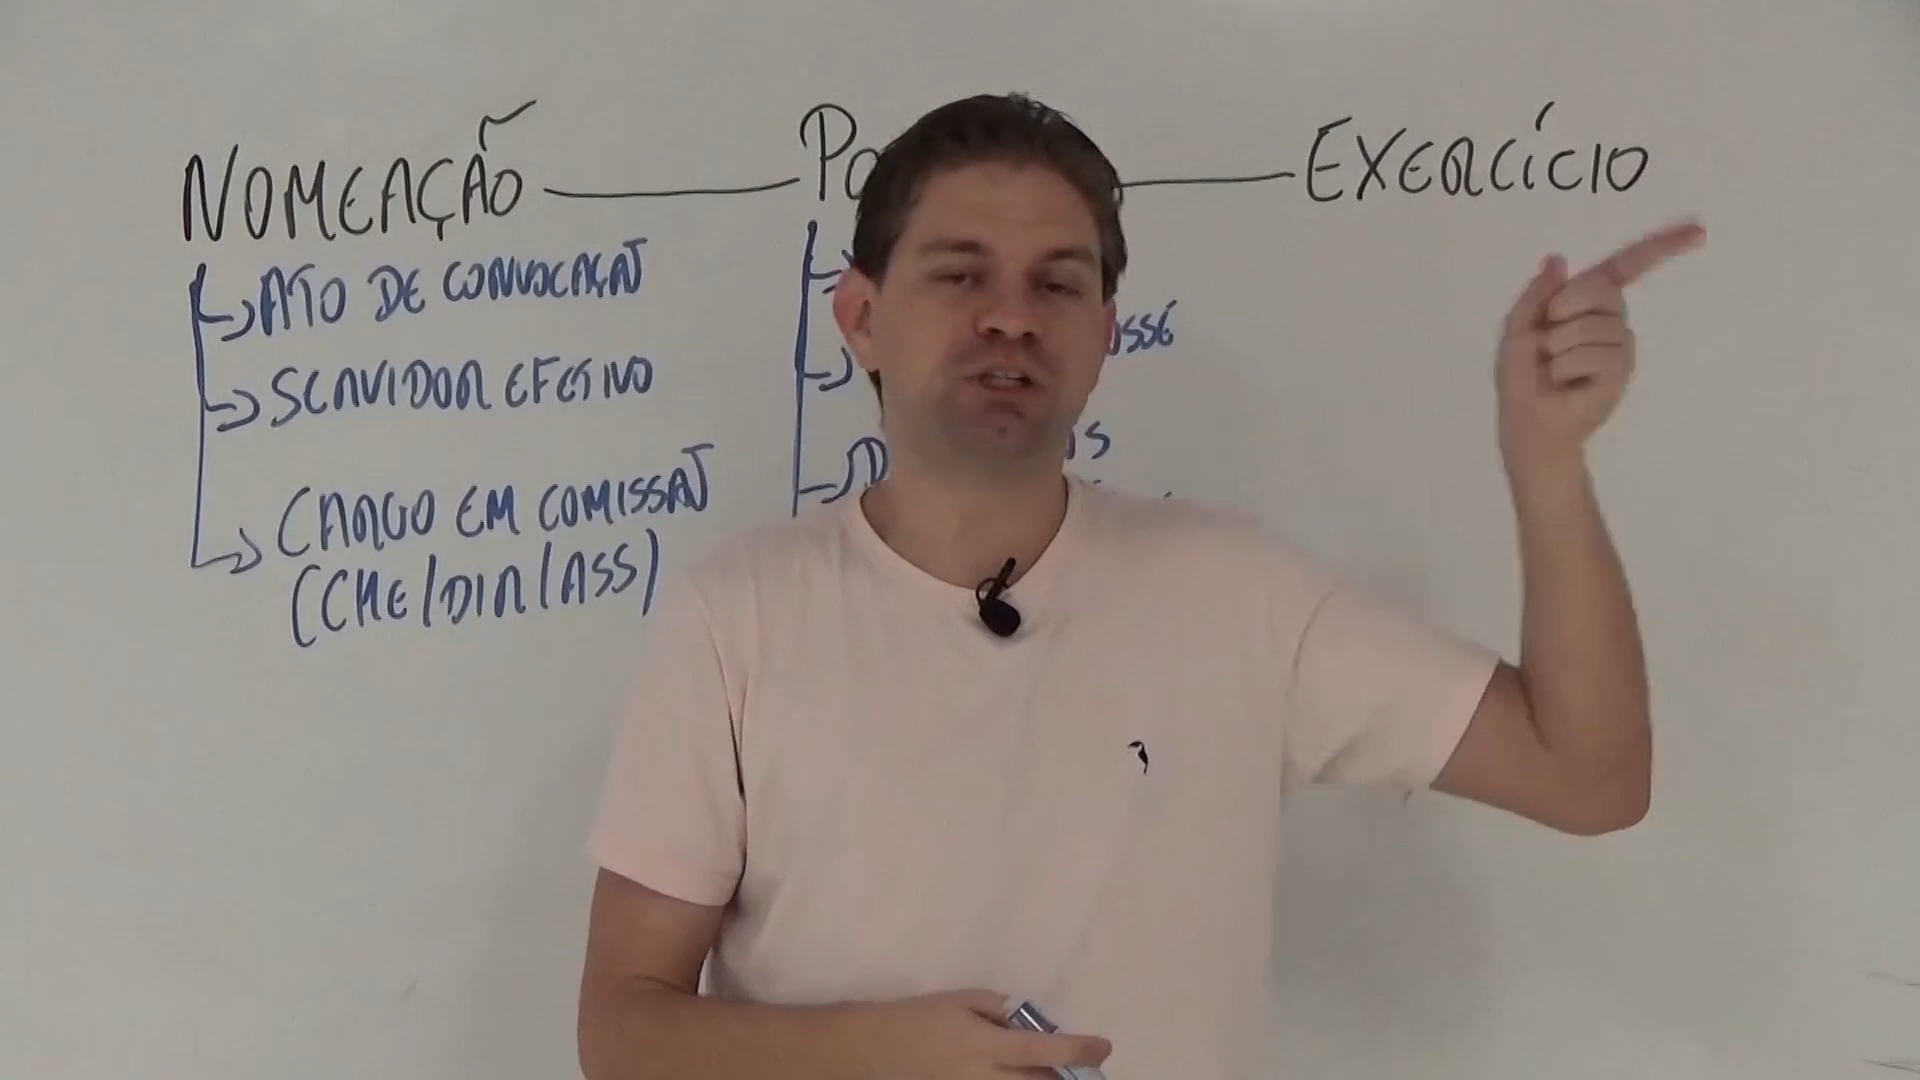 NOMEAÇÃO
EXERCÍCIO
ATO DE CONVOCAÇÃO
SERVIDOR EFETIVO
CARGO EM COMISSÃO
(CHE/DIR/ASS)